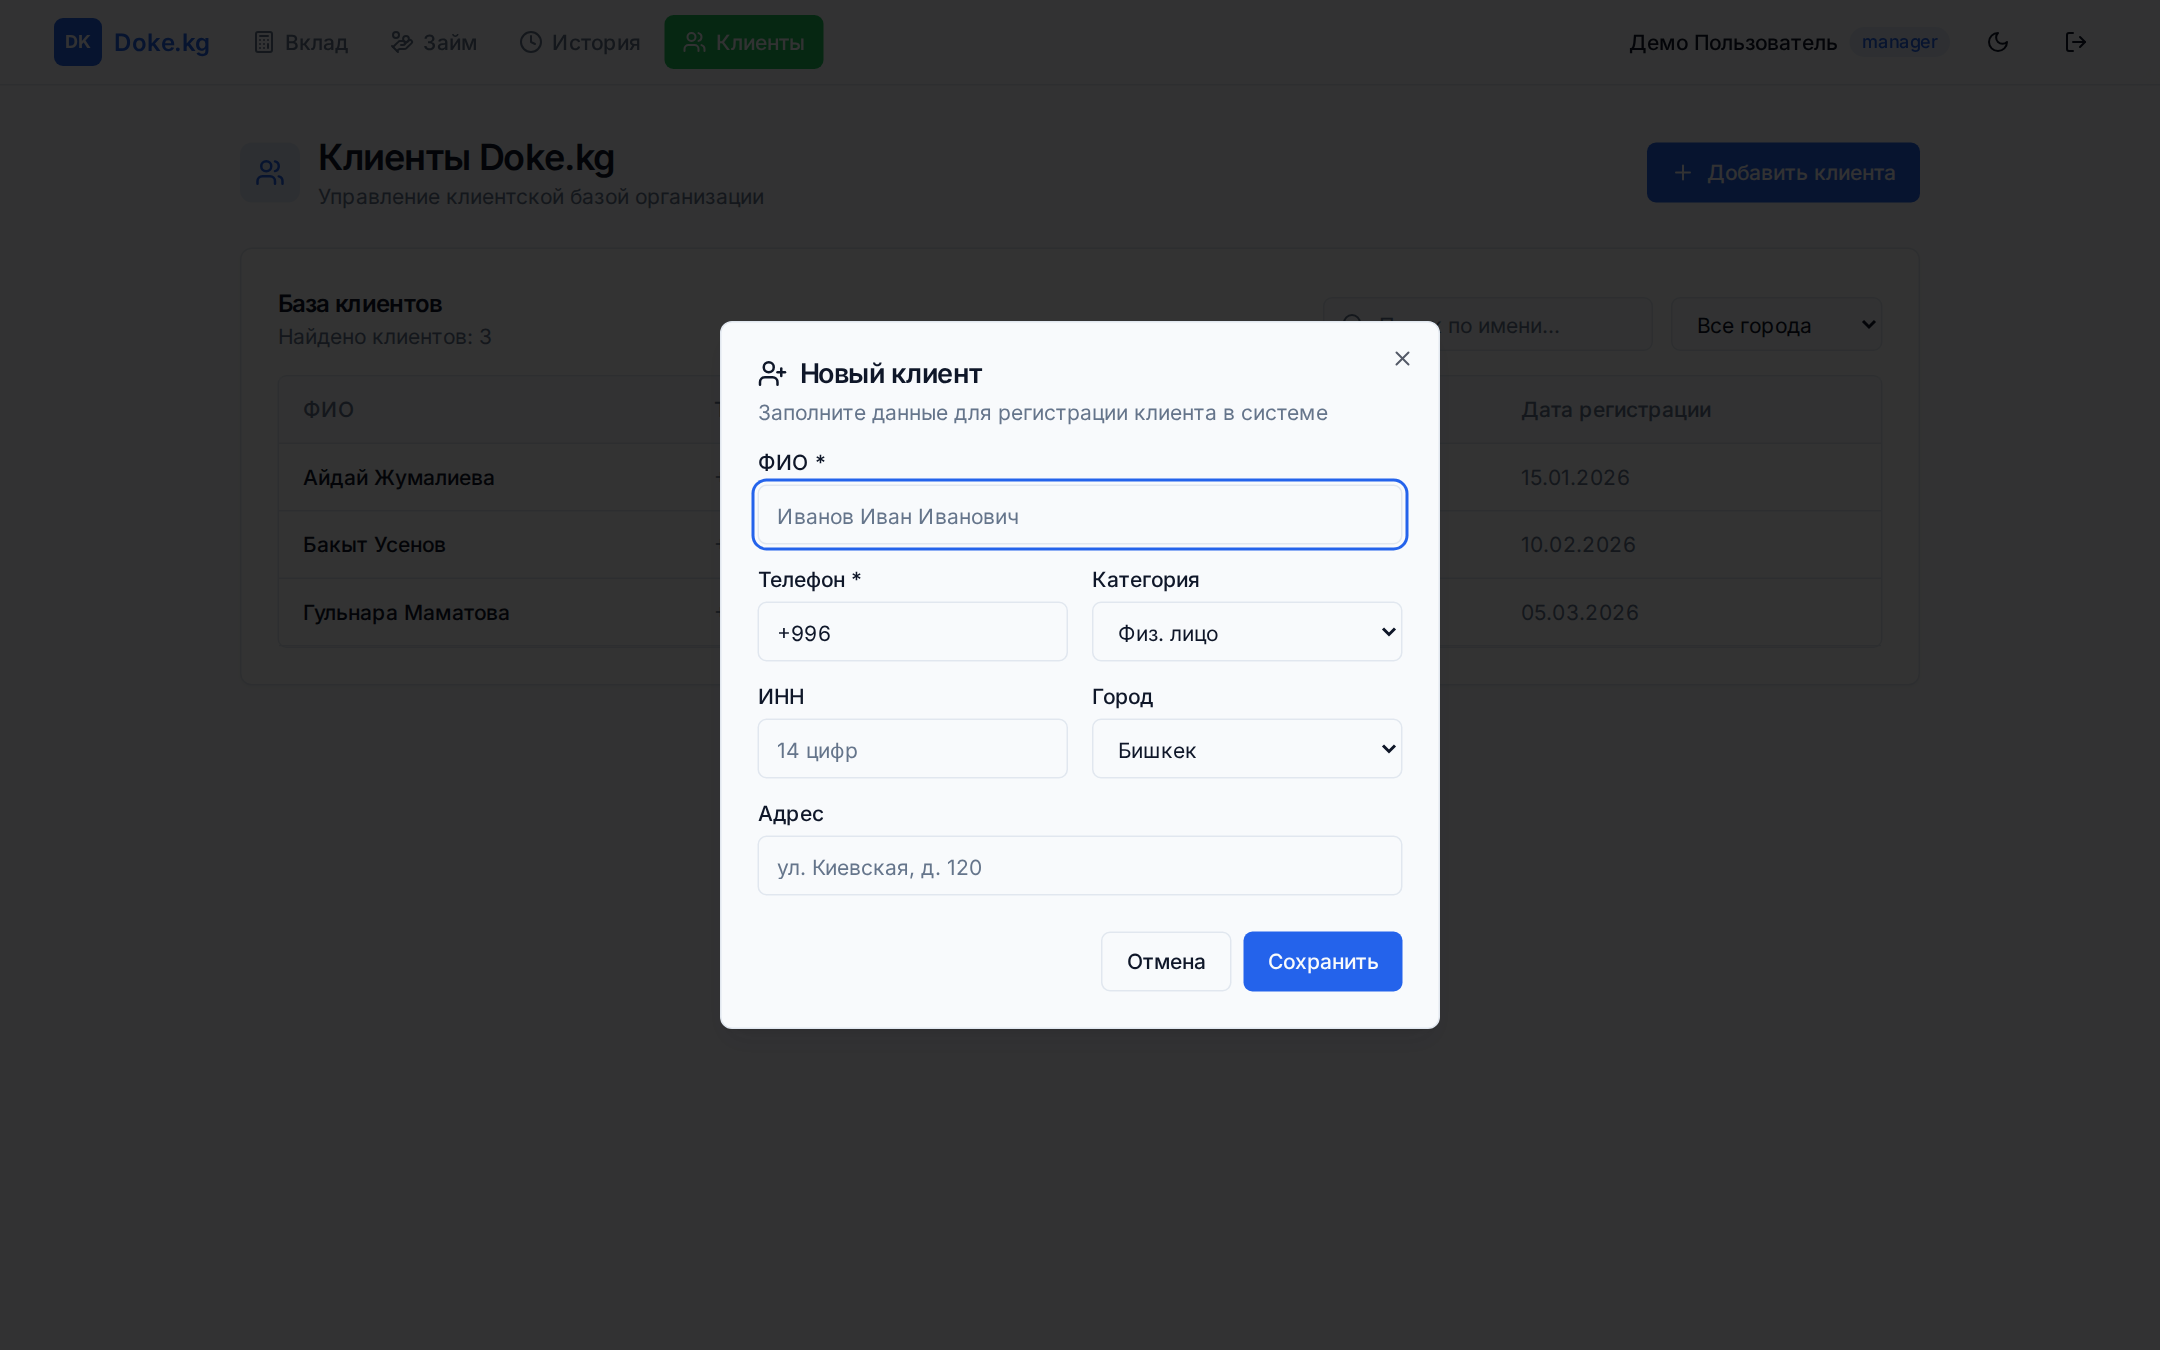 DK Doke.kg Вклад Займ История Клиенты Демо Пользователь manager
Клиенты Doke.kg
Управление клиентской базой организации
Добавить клиента
База клиентов
Найдено клиентов: 3
по имени...
Все города
ФИО
Дата регистрации
Айдай Жумалиева
15.01.2026
Бакыт Усенов
10.02.2026
Гульнара Маматова
05.03.2026
Новый клиент
Заполните данные для регистрации клиента в системе
ФИО *
Иванов Иван Иванович
Телефон *
Категория
+996
Физ. лицо
ИНН
Город
14 цифр
Бишкек
Адрес
ул. Киевская, д. 120
Отмена
Сохранить